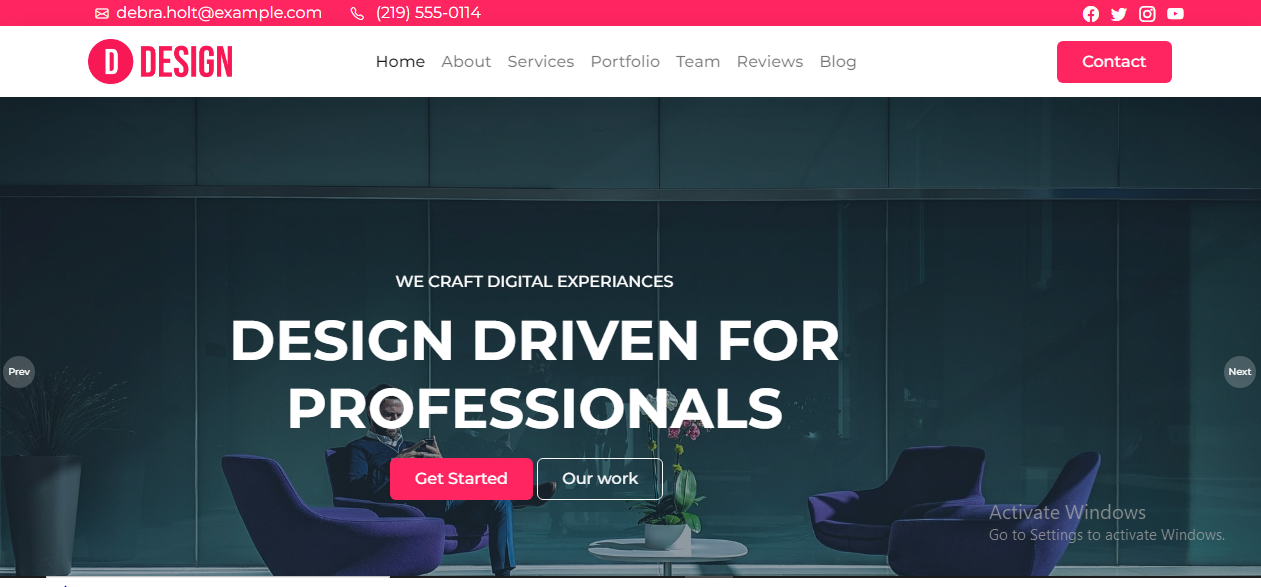 debra.holt@example.com (219) 555-0114
D DESIGN
Home About Services Portfolio Team Reviews Blog
Contact
WE CRAFT DIGITAL EXPERIANCES
DESIGN DRIVEN FOR
PROFESSIONALS
Prev
Next
Get Started Our work
Activate Windows
Go to Settings to activate Windows.